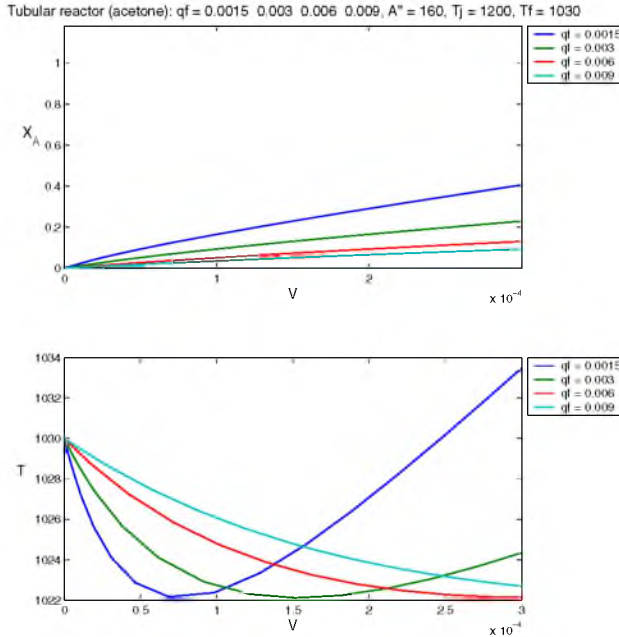 Tubular reactor (acetone): qf = 0.0015 0.003 0.006 0.009, A" = 160, Tj = 1200, Tf = 1030
qf = 0.0015
qf = 0.003
qf = 0.006
qf = 0.009
1
0.8
0.6
0.4
0.2
0
X_A
0 1 2
V
x 10^-4
qf = 0.0015
qf = 0.003
qf = 0.006
qf = 0.009
1034
1032
1030
1028
1026
1024
1022
T
0 0.5 1 1.5 2 2.5 3
V
x 10^-4